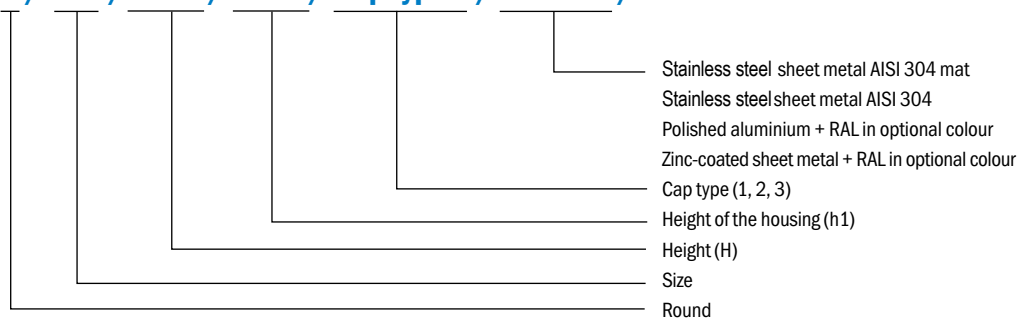 Stainless steel sheet metal AISI 304 mat
Stainless steel sheet metal AISI 304
Polished aluminium + RAL in optional colour
Zinc-coated sheet metal + RAL in optional colour
Cap type (1, 2, 3)
Height of the housing (h1)
Height (H)
Size
Round